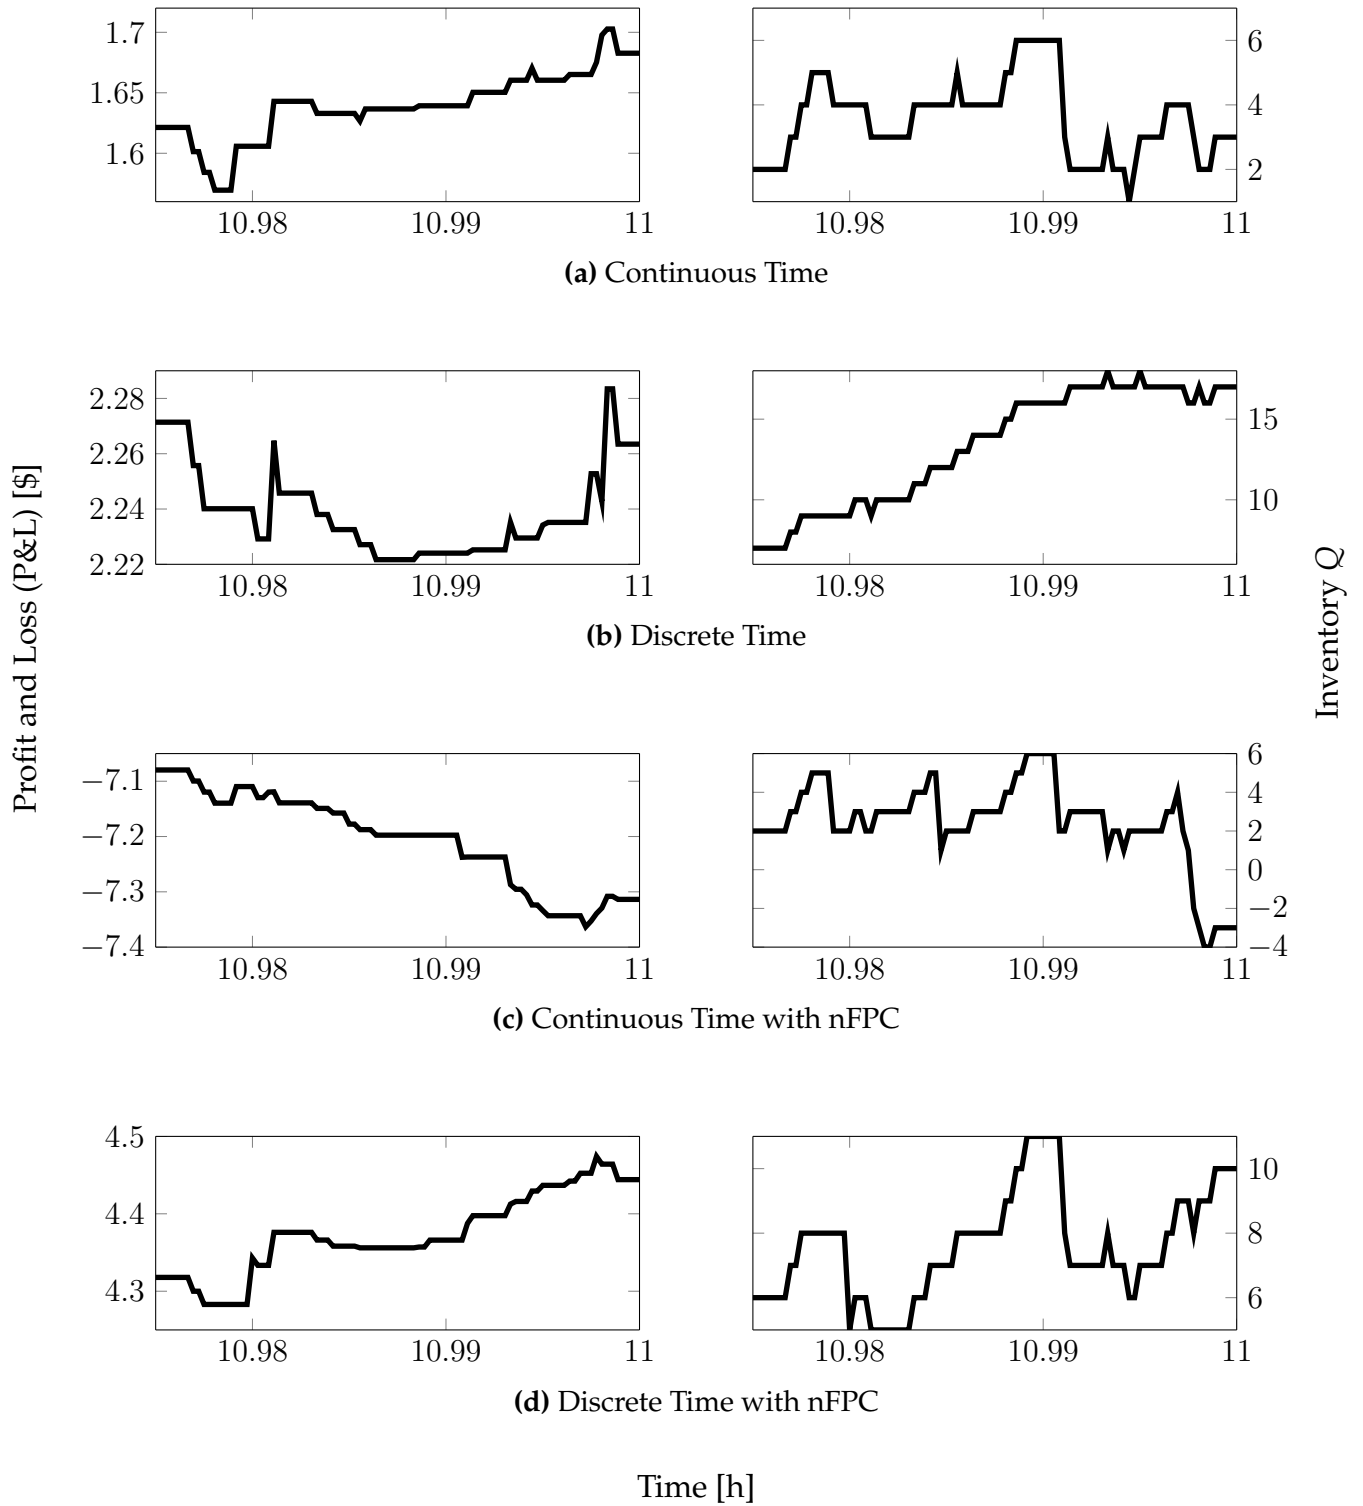 1.7
1.65
1.6
10.98 10.99 11
6
4
2
10.98 10.99 11
(a) Continuous Time
2.28
2.26
2.24
2.22
10.98 10.99 11
15
10
10.98 10.99 11
(b) Discrete Time
Profit and Loss (P&L) [$]
Inventory Q
−7.1
−7.2
−7.3
−7.4
10.98 10.99 11
6
4
2
0
−2
−4
10.98 10.99 11
(c) Continuous Time with nFPC
4.5
4.4
4.3
10.98 10.99 11
10
8
6
10.98 10.99 11
(d) Discrete Time with nFPC
Time [h]